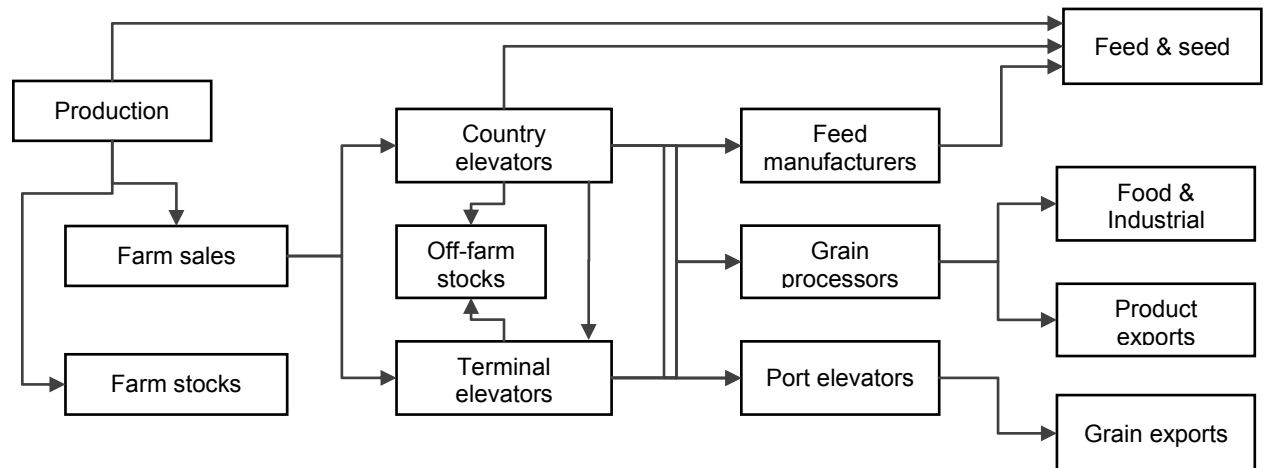 Feed & seed
Production
Country
elevators
Feed
manufacturers
Food &
Industrial
Farm sales
Off-farm
stocks
Grain
processors
Product
exports
Farm stocks
Terminal
elevators
Port elevators
Grain exports